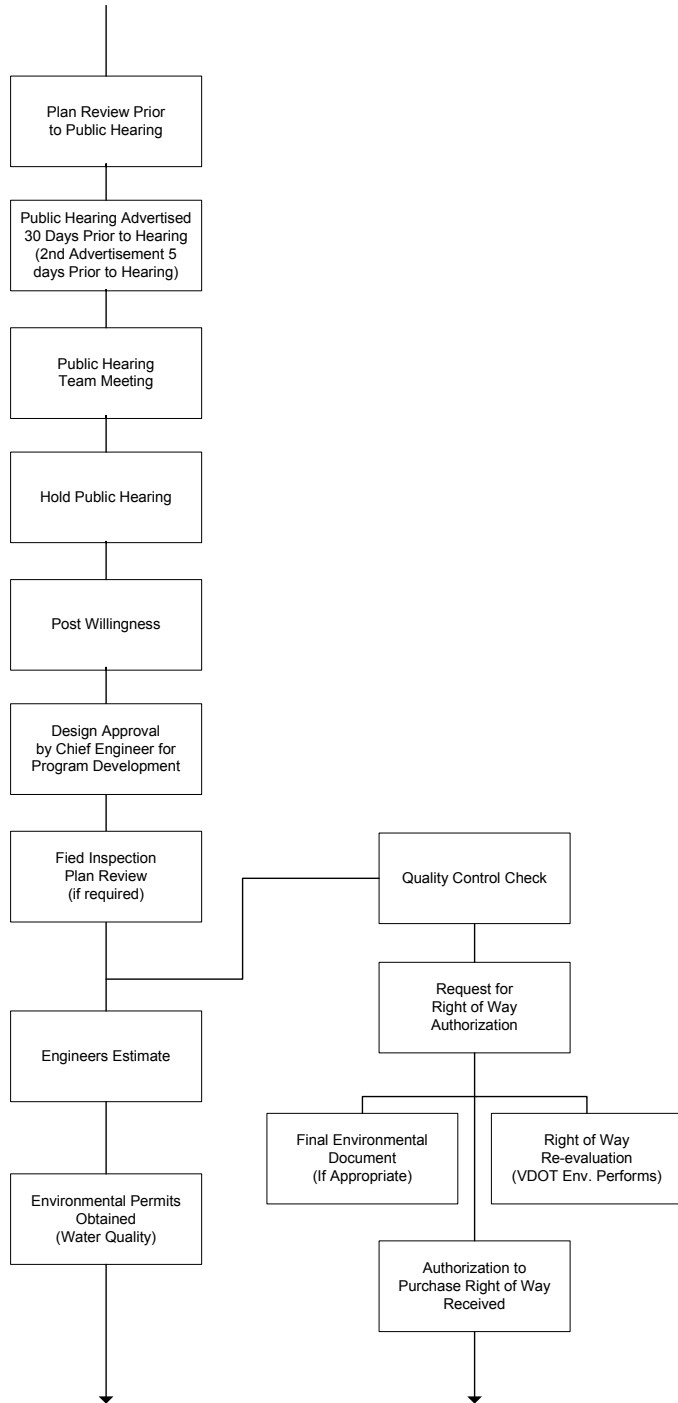 Plan Review Prior
to Public Hearing
Public Hearing Advertised
30 Days Prior to Hearing
(2nd Advertisement 5
days Prior to Hearing)
Public Hearing
Team Meeting
Hold Public Hearing
Post Willingness
Design Approval
by Chief Engineer for
Program Development
Fied Inspection
Plan Review
(if required)
Quality Control Check
Request for
Right of Way
Authorization
Engineers Estimate
Final Environmental
Document
(If Appropriate)
Right of Way
Re-evaluation
(VDOT Env. Performs)
Environmental Permits
Obtained
(Water Quality)
Authorization to
Purchase Right of Way
Received